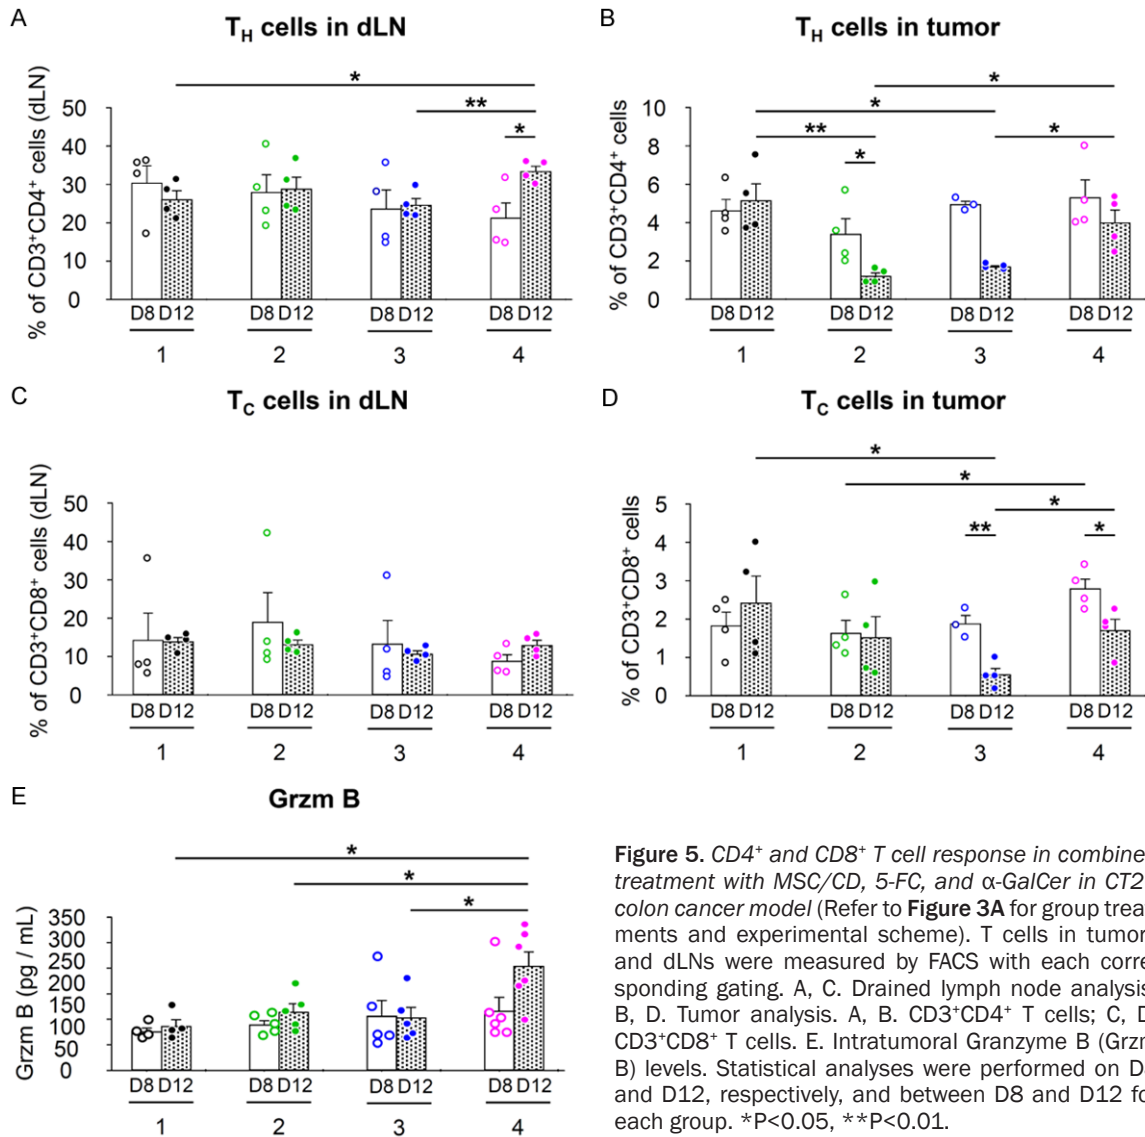 A
T_H cells in dLN
% of CD3⁺CD4⁺ cells (dLN)
50
40
30
20
10
0
*
**
*
D8 D12 D8 D12 D8 D12 D8 D12
1 2 3 4
B
T_H cells in tumor
% of CD3⁺CD4⁺ cells
10
8
6
4
2
0
*
*
** *
*
D8 D12 D8 D12 D8 D12 D8 D12
1 2 3 4
C
T_C cells in dLN
% of CD3⁺CD8⁺ cells (dLN)
50
40
30
20
10
0
D8 D12 D8 D12 D8 D12 D8 D12
1 2 3 4
D
T_C cells in tumor
% of CD3⁺CD8⁺ cells
5
4
3
2
1
0
*
*
*
** *
D8 D12 D8 D12 D8 D12 D8 D12
1 2 3 4
E
Grzm B
Grzm B (pg / mL)
350
300
250
200
150
100
50
0
*
*
*
D8 D12 D8 D12 D8 D12 D8 D12
1 2 3 4
Figure 5. CD4⁺ and CD8⁺ T cell response in combine
treatment with MSC/CD, 5-FC, and α-GalCer in CT2
colon cancer model (Refer to Figure 3A for group treat
ments and experimental scheme). T cells in tumor
and dLNs were measured by FACS with each corre
sponding gating. A, C. Drained lymph node analysis
B, D. Tumor analysis. A, B. CD3⁺CD4⁺ T cells; C, D
CD3⁺CD8⁺ T cells. E. Intratumoral Granzyme B (Grzm
B) levels. Statistical analyses were performed on D
and D12, respectively, and between D8 and D12 fo
each group. *P<0.05, **P<0.01.